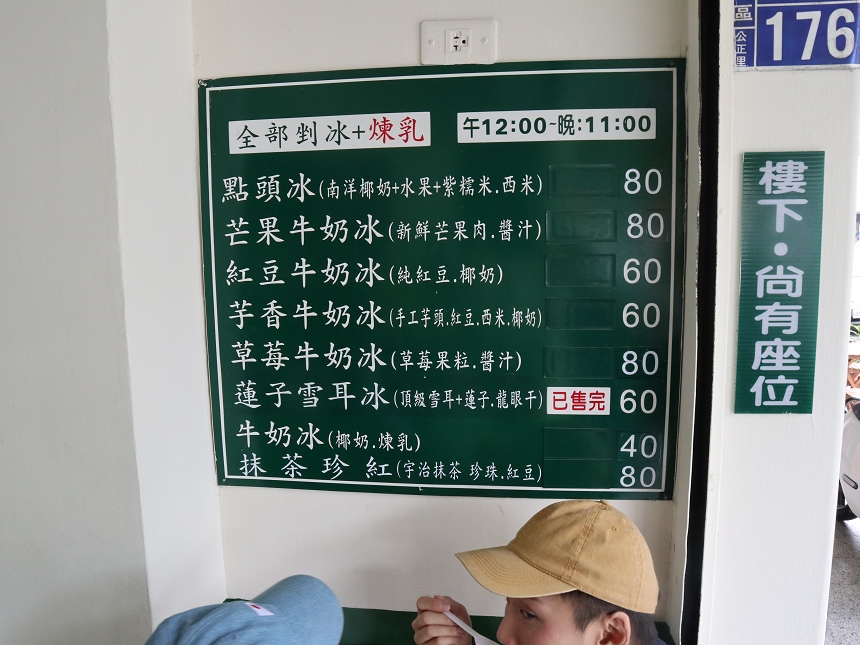 全部剉冰+煉乳
午12:00~晚:11:00
點頭冰(南洋椰奶+水果+紫糯米.西米) 80
芒果牛奶冰(新鮮芒果肉.醬汁) 80
紅豆牛奶冰(純紅豆.椰奶) 60
芋香牛奶冰(手工芋頭.紅豆.西米.椰奶) 60
草莓牛奶冰(草莓果粒.醬汁) 80
蓮子雪耳冰(頂級雪耳+蓮子.龍眼干) 已售完 60
牛奶冰(椰奶.煉乳) 40
抹茶珍紅(宇治抹茶 珍珠.紅豆) 80
區
公正里
176
樓下·尚有座位